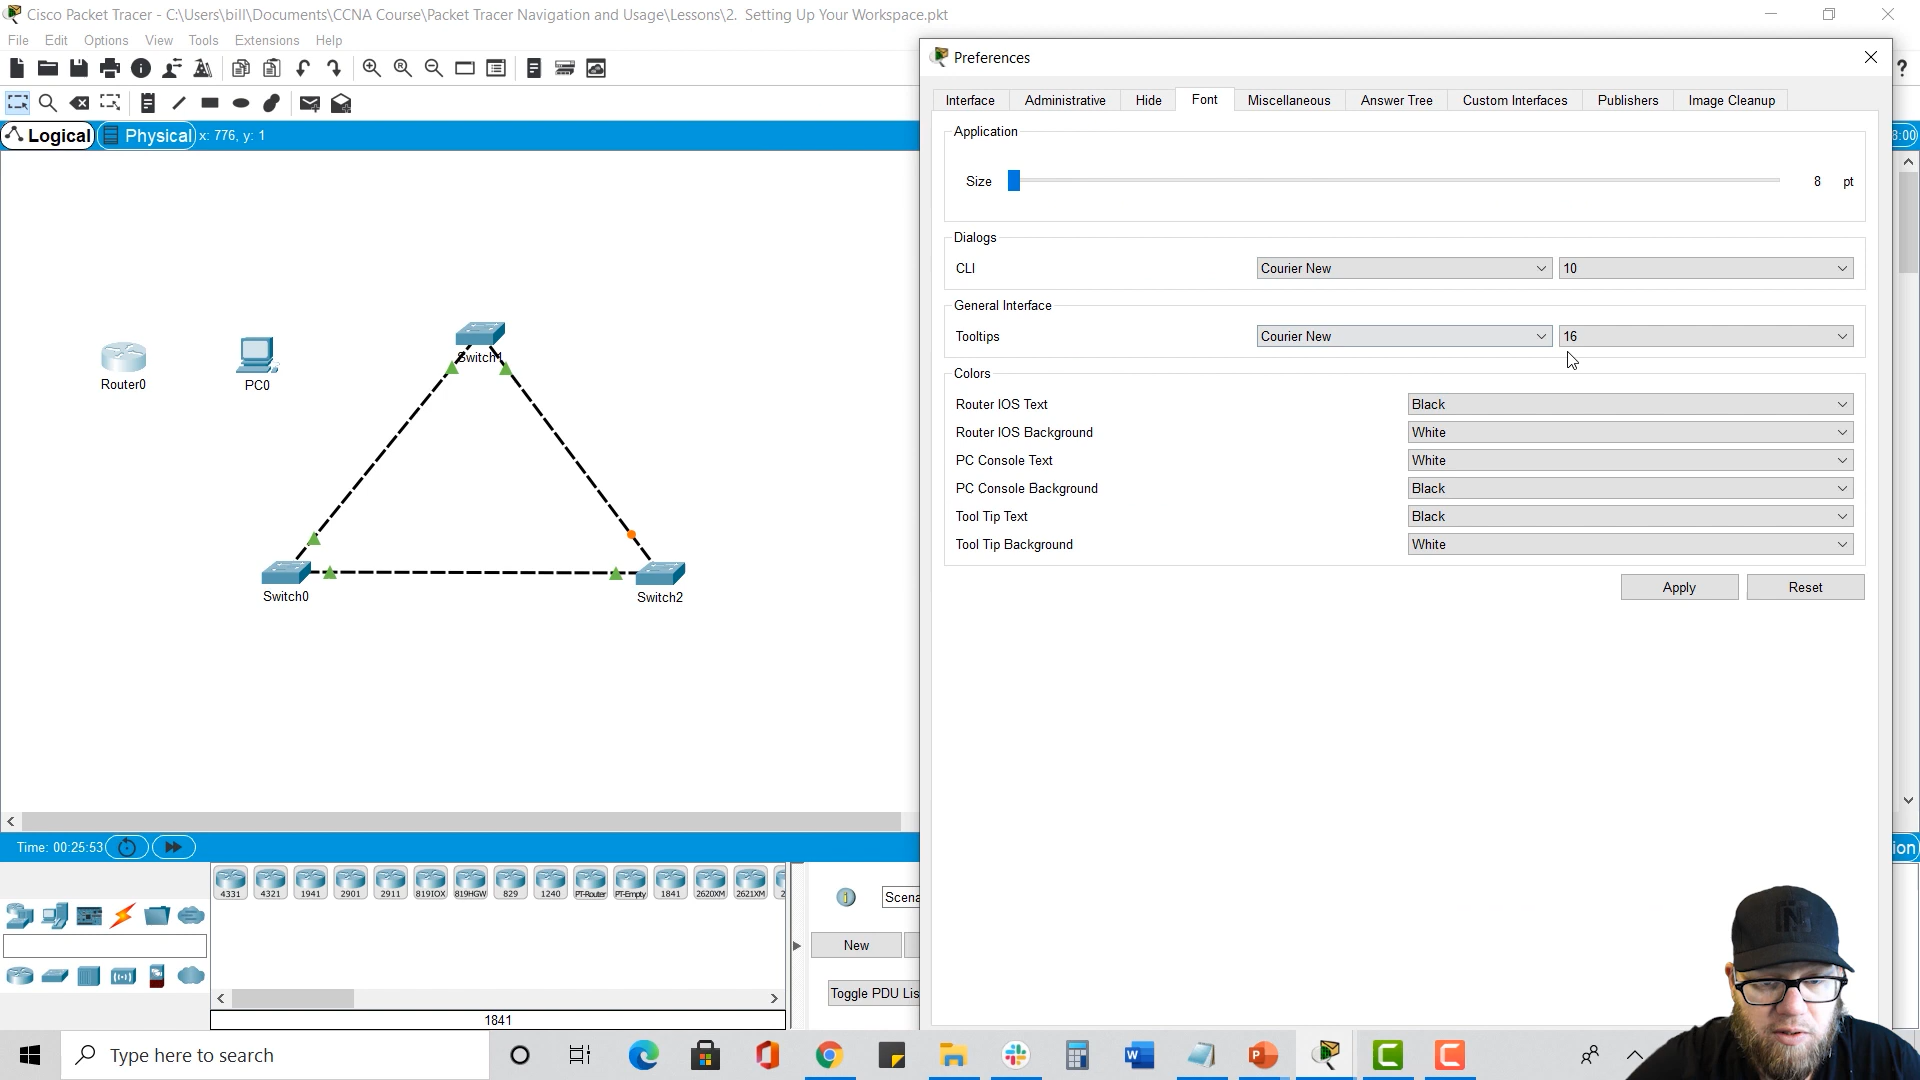 Cisco Packet Tracer - C:\Users\bill\Documents\CCNA Course\Packet Tracer Navigation and Usage\Lessons\2. Setting Up Your Workspace.pkt
File Edit Options View Tools Extensions Help
Preferences
?
Interface Administrative Hide Font Miscellaneous Answer Tree Custom Interfaces Publishers Image Cleanup
Logical Physical x: 776, y: 1
8:00
Application
Size 8 pt
Dialogs
CLI Courier New 10
General Interface
Tooltips Courier New 16
Colors
Router IOS Text Black
Router IOS Background White
PC Console Text White
PC Console Background Black
Tool Tip Text Black
Tool Tip Background White
Apply Reset
Switch1
Router0 PC0
Switch0 Switch2
Time: 00:25:53
ion
4331 4321 1941 2901 2911 819IOX 819HGW 829 1240 PT-Router PT-Empty 1841 2620XM 2621XM 2
Scena
New
Toggle PDU Lis
1841
Type here to search